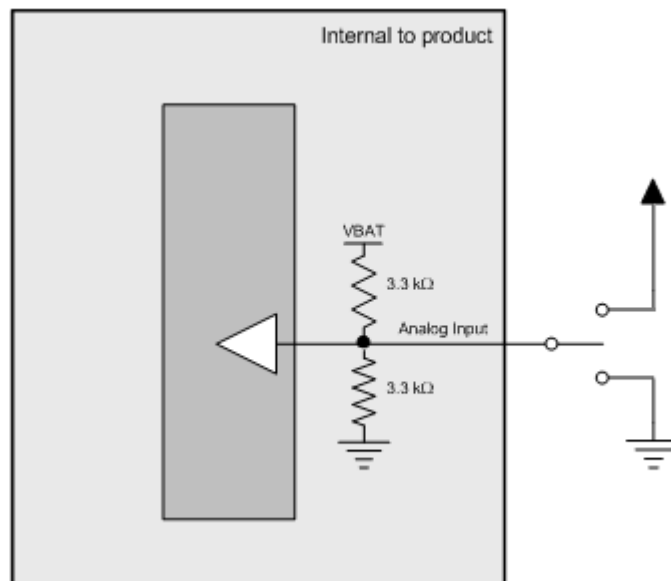 Internal to product
VBAT
3.3 kΩ
Analog Input
3.3 kΩ